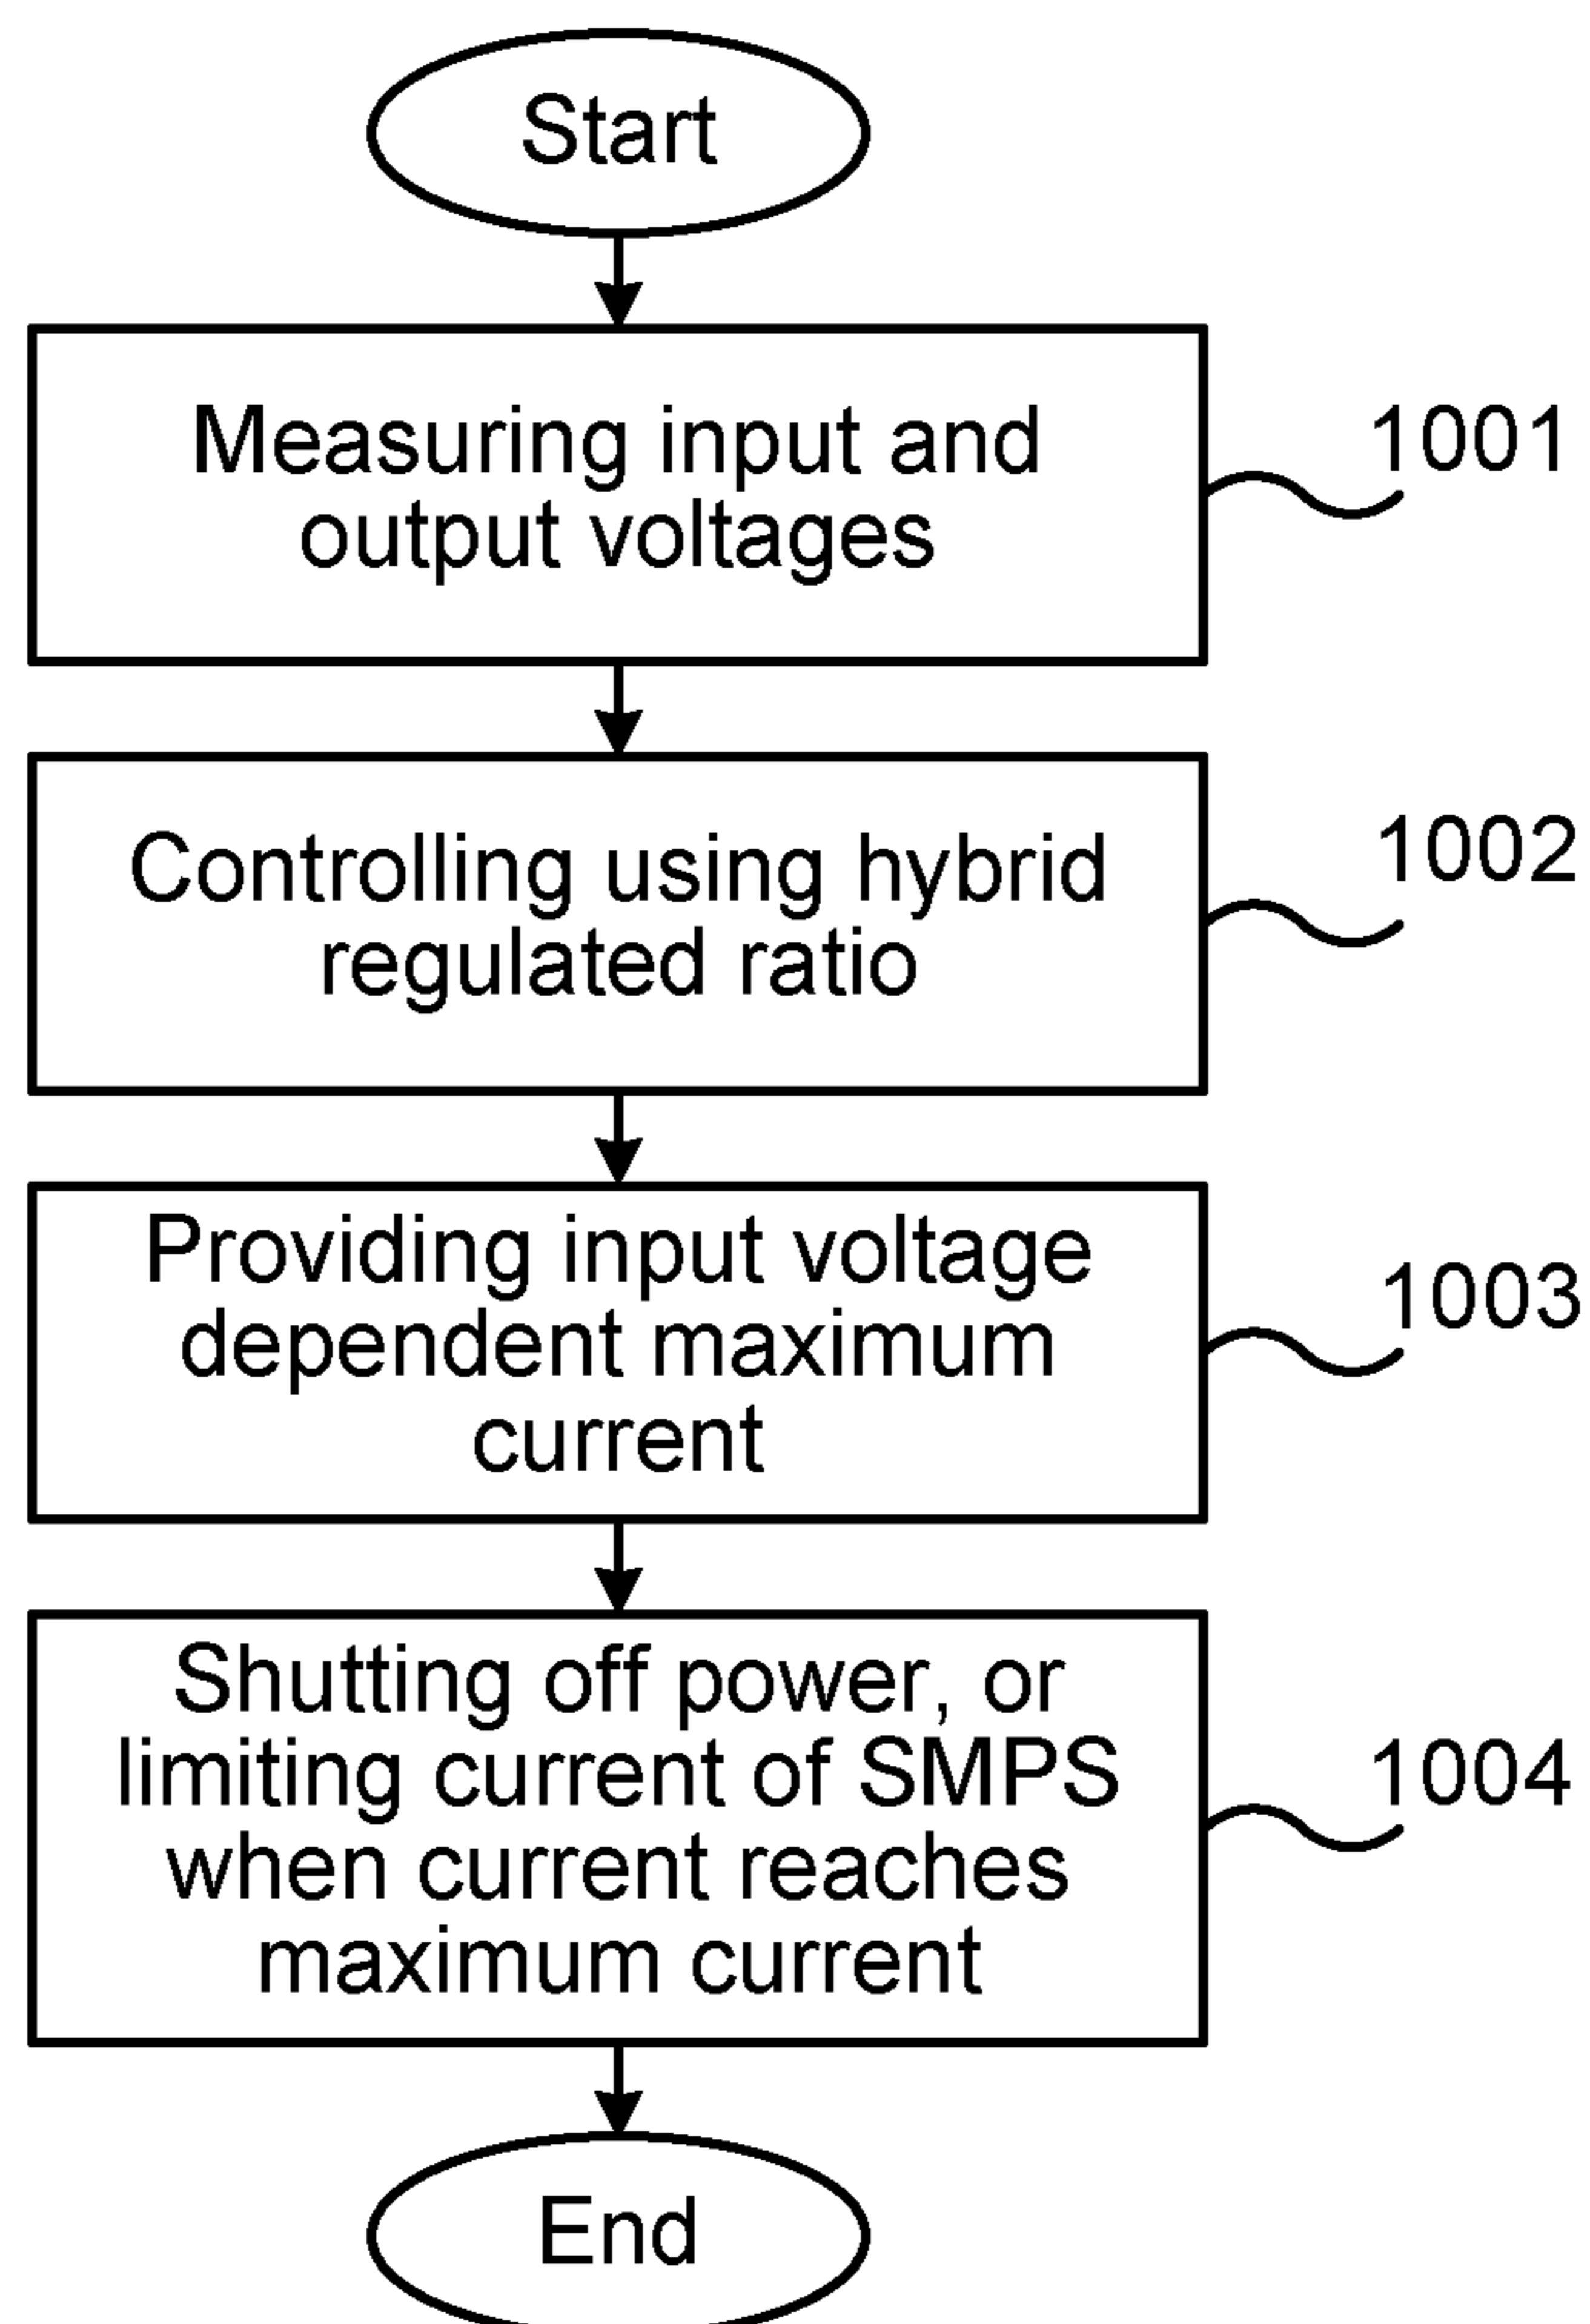 Start
Measuring input and
output voltages
1001
Controlling using hybrid
regulated ratio
1002
Providing input voltage
dependent maximum
current
1003
Shutting off power, or
limiting current of SMPS
when current reaches
maximum current
1004
End